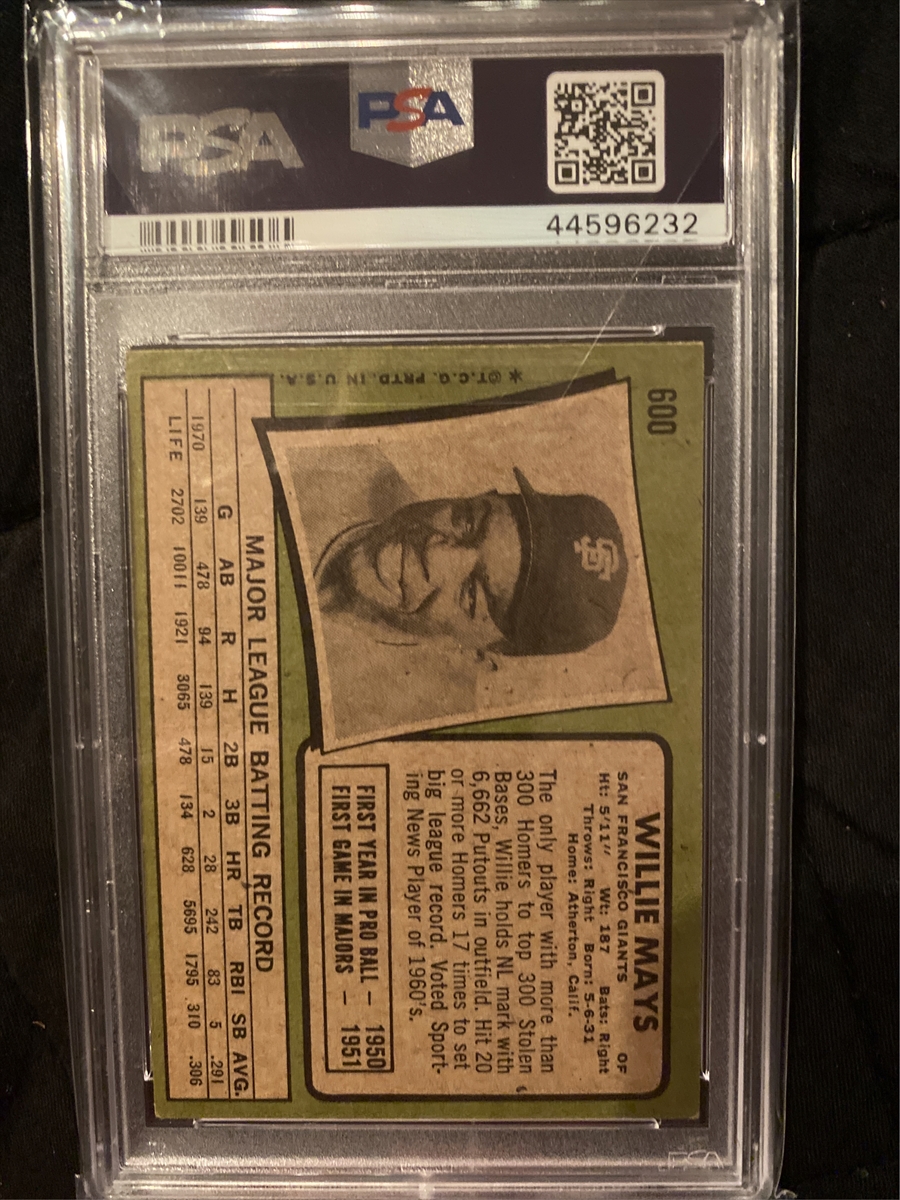 PSA
PSA
44596232
600
*©T.C.G. PRTD. IN U.S.A.
SF
WILLIE MAYS
OF
SAN FRANCISCO GIANTS
Ht: 5'11" Wt: 187 Bats: Right
Throws: Right Born: 5-6-31
Home: Atherton, Calif.
The only player with more than
300 Homers to top 300 Stolen
Bases, Willie holds NL mark with
6,662 Putouts in outfield. Hit 20
or more Homers 17 times to set
big league record. Voted Sport-
ing News Player of 1960's.
FIRST YEAR IN PRO BALL — 1950
FIRST GAME IN MAJORS — 1951
MAJOR LEAGUE BATTING RECORD
G AB R H 2B 3B HR TB RBI SB AVG.
1970 139 478 94 139 15 2 28 242 83 5 .291
LIFE 2702 10011 1921 3065 478 134 628 5695 1795 310 .306
PSA